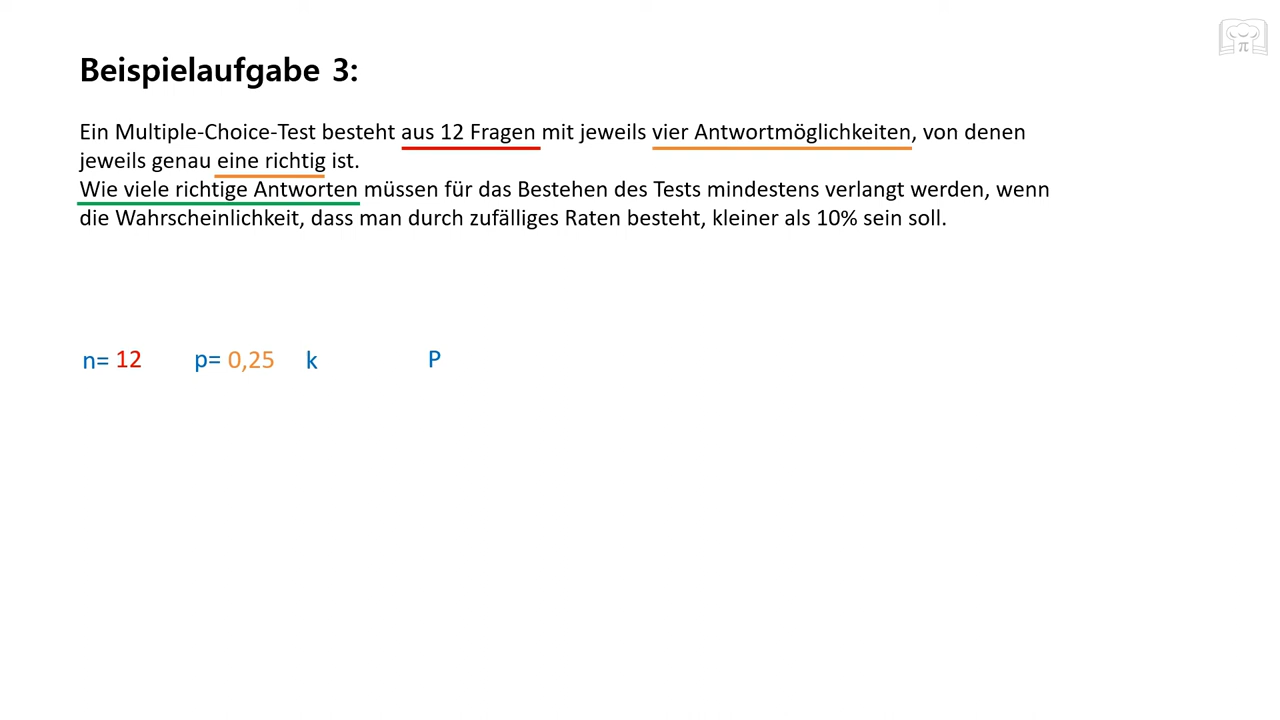 Beispielaufgabe 3:
Ein Multiple-Choice-Test besteht aus 12 Fragen mit jeweils vier Antwortmöglichkeiten, von denen
jeweils genau eine richtig ist.
Wie viele richtige Antworten müssen für das Bestehen des Tests mindestens verlangt werden, wenn
die Wahrscheinlichkeit, dass man durch zufälliges Raten besteht, kleiner als 10% sein soll.
n= 12 p= 0,25 k P
π